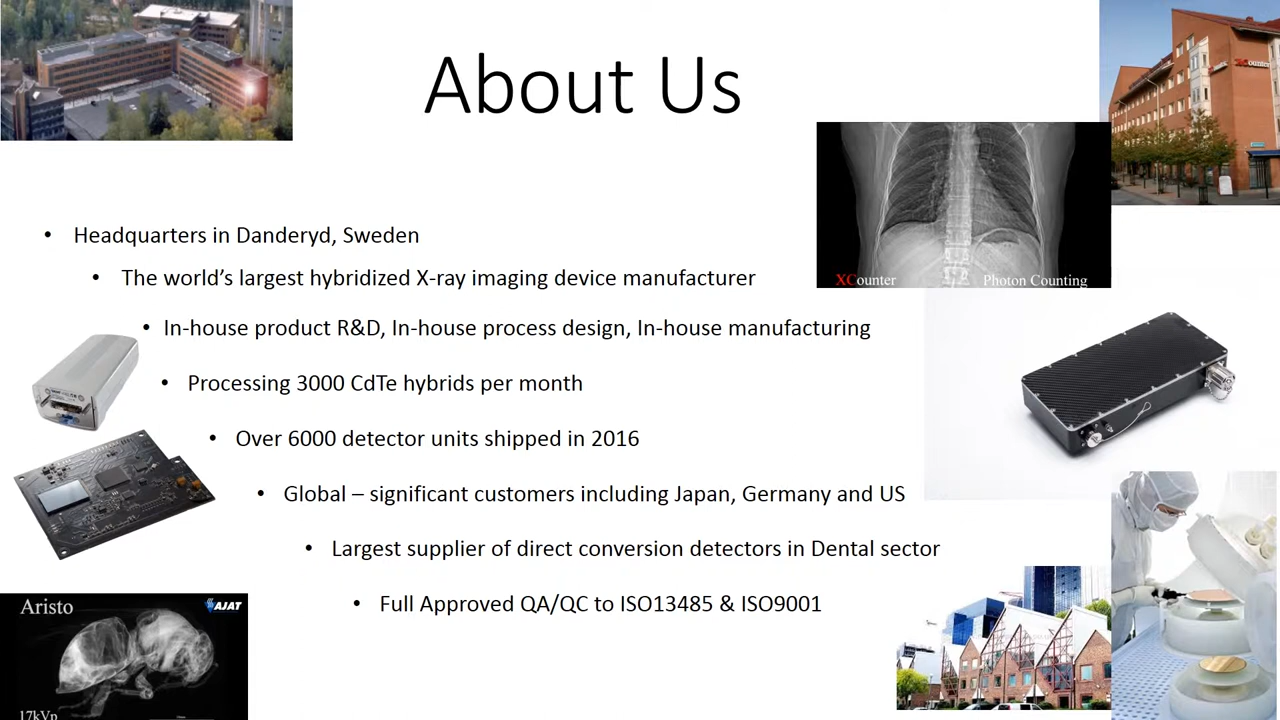 About Us
XCounter
XCounter
Photon Counting
• Headquarters in Danderyd, Sweden
• The world’s largest hybridized X-ray imaging device manufacturer
• In-house product R&D, In-house process design, In-house manufacturing
• Processing 3000 CdTe hybrids per month
• Over 6000 detector units shipped in 2016
• Global – significant customers including Japan, Germany and US
• Largest supplier of direct conversion detectors in Dental sector
• Full Approved QA/QC to ISO13485 & ISO9001
Aristo
AJAT
17kVp